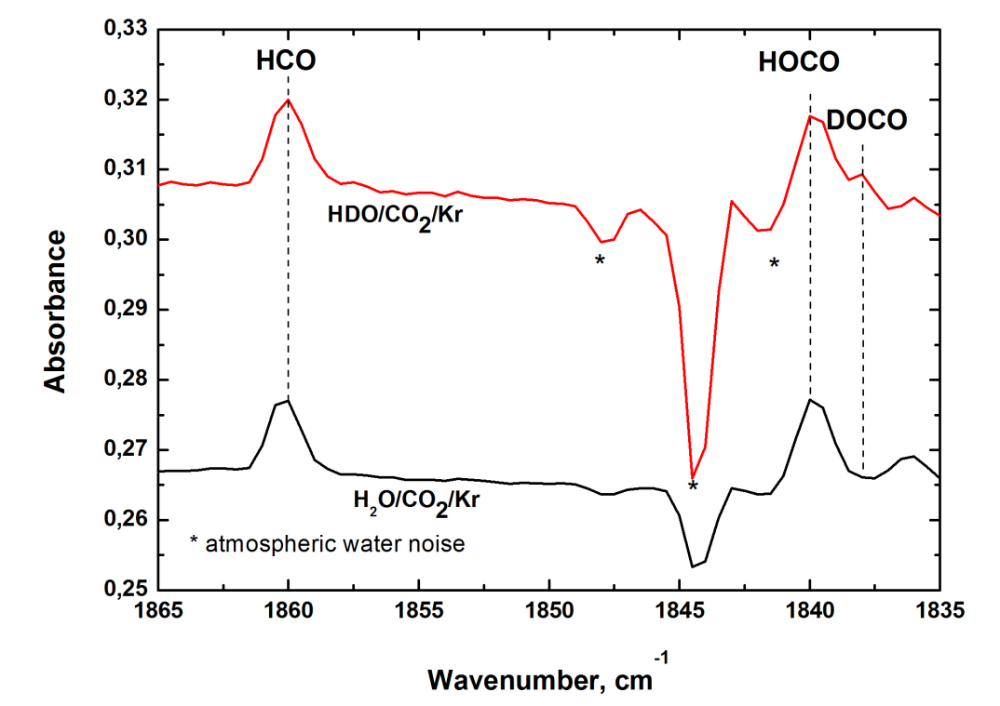 0,33
HCO
HOCO
0,32
DOCO
0,31
HDO/CO2/Kr
0,30
* *
0,29
Absorbance
0,28
0,27
*
H2O/CO2/Kr
0,26
* atmospheric water noise
0,25
1865 1860 1855 1850 1845 1840 1835
Wavenumber, cm-1